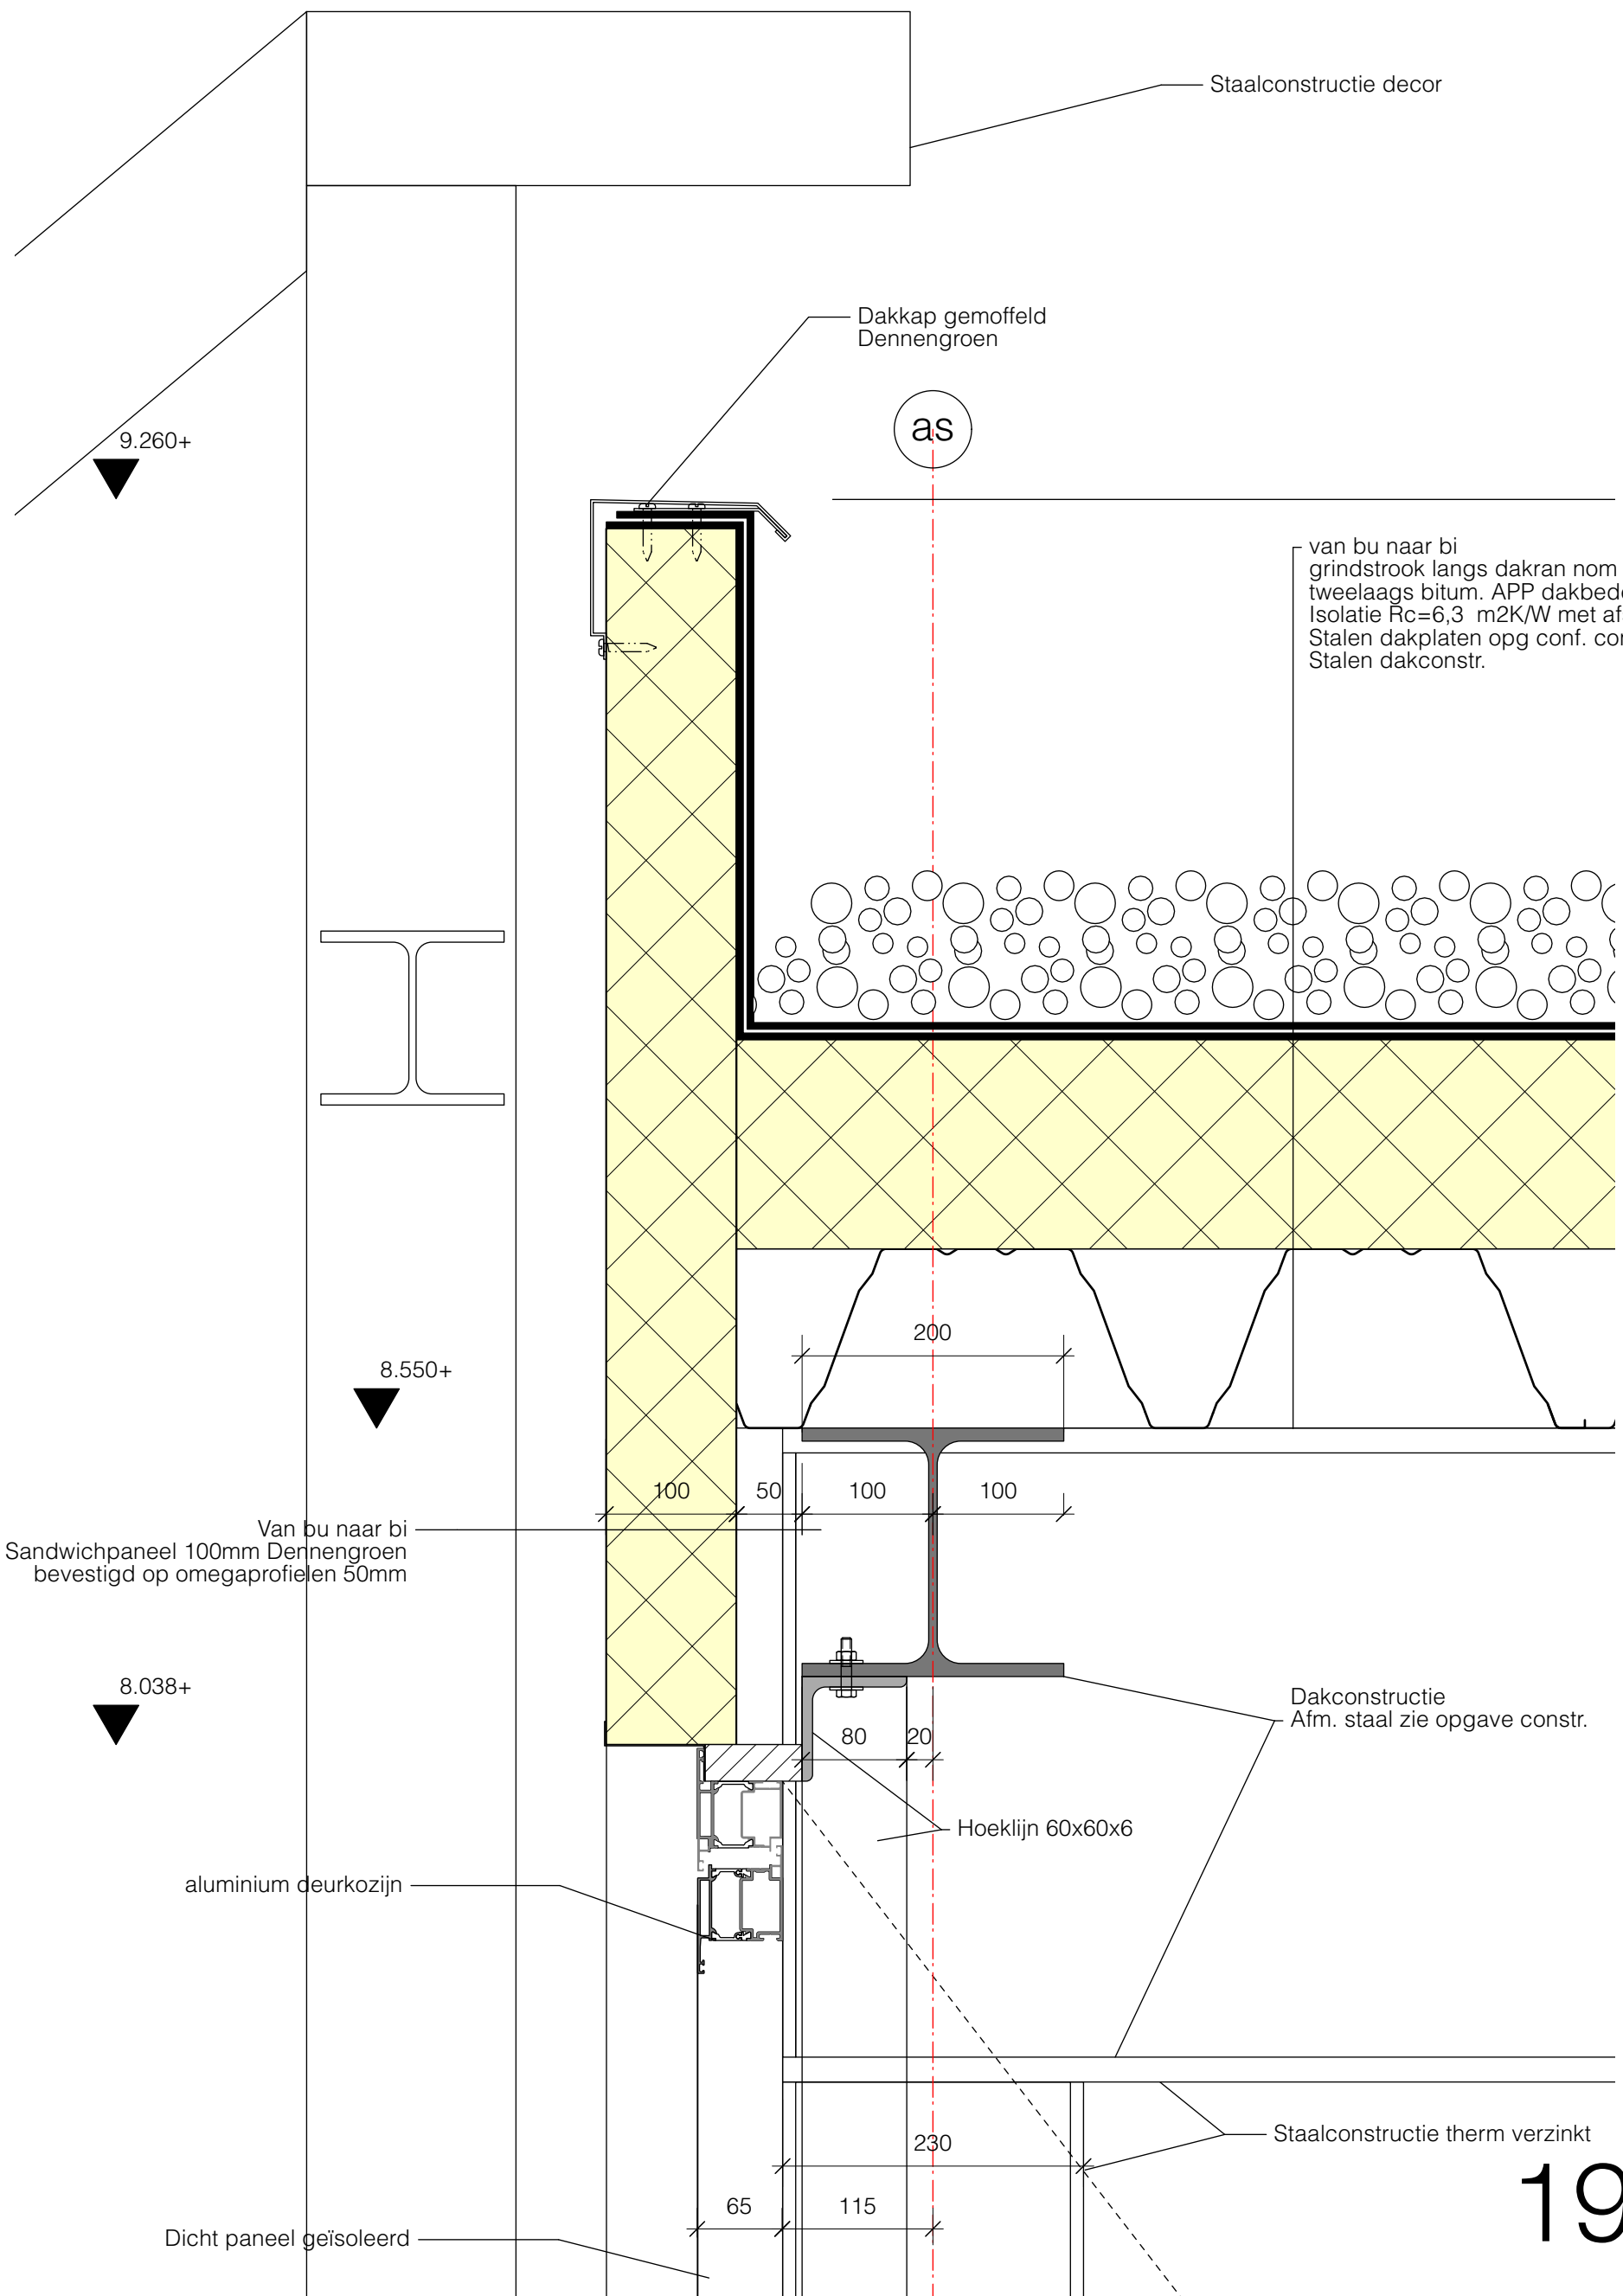 Staalconstructie decor
Dakkap gemoffeld
Dennengroen
as
9.260+
van bu naar bi
grindstrook langs dakran nom
tweelaags bitum. APP
Isolatie Rc=6,3 m2K/W met
Stalen dakplaten opg conf.
Stalen dakconstr.
200
8.550+
100
50
100
100
Van bu naar bi
Sandwichpaneel 100mm Dennengroen
bevestigd op omegaprofielen 50mm
8.038+
Dakconstructie
Afm. staal zie opgave constr.
80
20
Hoeklijn 60x60x6
aluminium deurkozijn
Staalconstructie therm verzinkt
230
19
65
115
Dicht paneel geïsoleerd